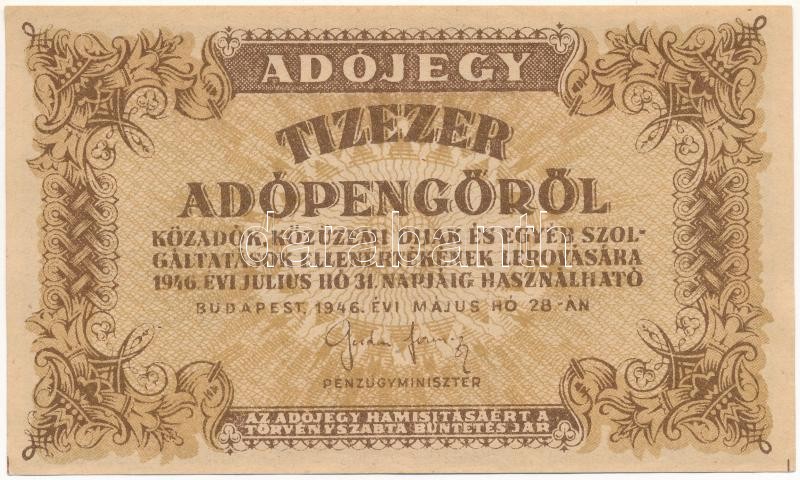 ADÓJEGY
TIZEZER
ADÓPENGŐRŐL
KÖZADÓK, KÖZÜZEMI DIJAK ÉS EGYÉB SZOL-
GÁLTATÁSOK ELLENÉRTÉKÉNEK LEROVÁSÁRA
1946. ÉVI JULIUS HÓ 31. NAPJÁIG HASZNÁLHATÓ
BUDAPEST, 1946. ÉVI MÁJUS HÓ 28-ÁN
PÉNZÜGYMINISZTER
AZ ADÓJEGY HAMISITÁSÁÉRT A
TÖRVÉNYSZABTA BÜNTETÉS JÁR
darabanth